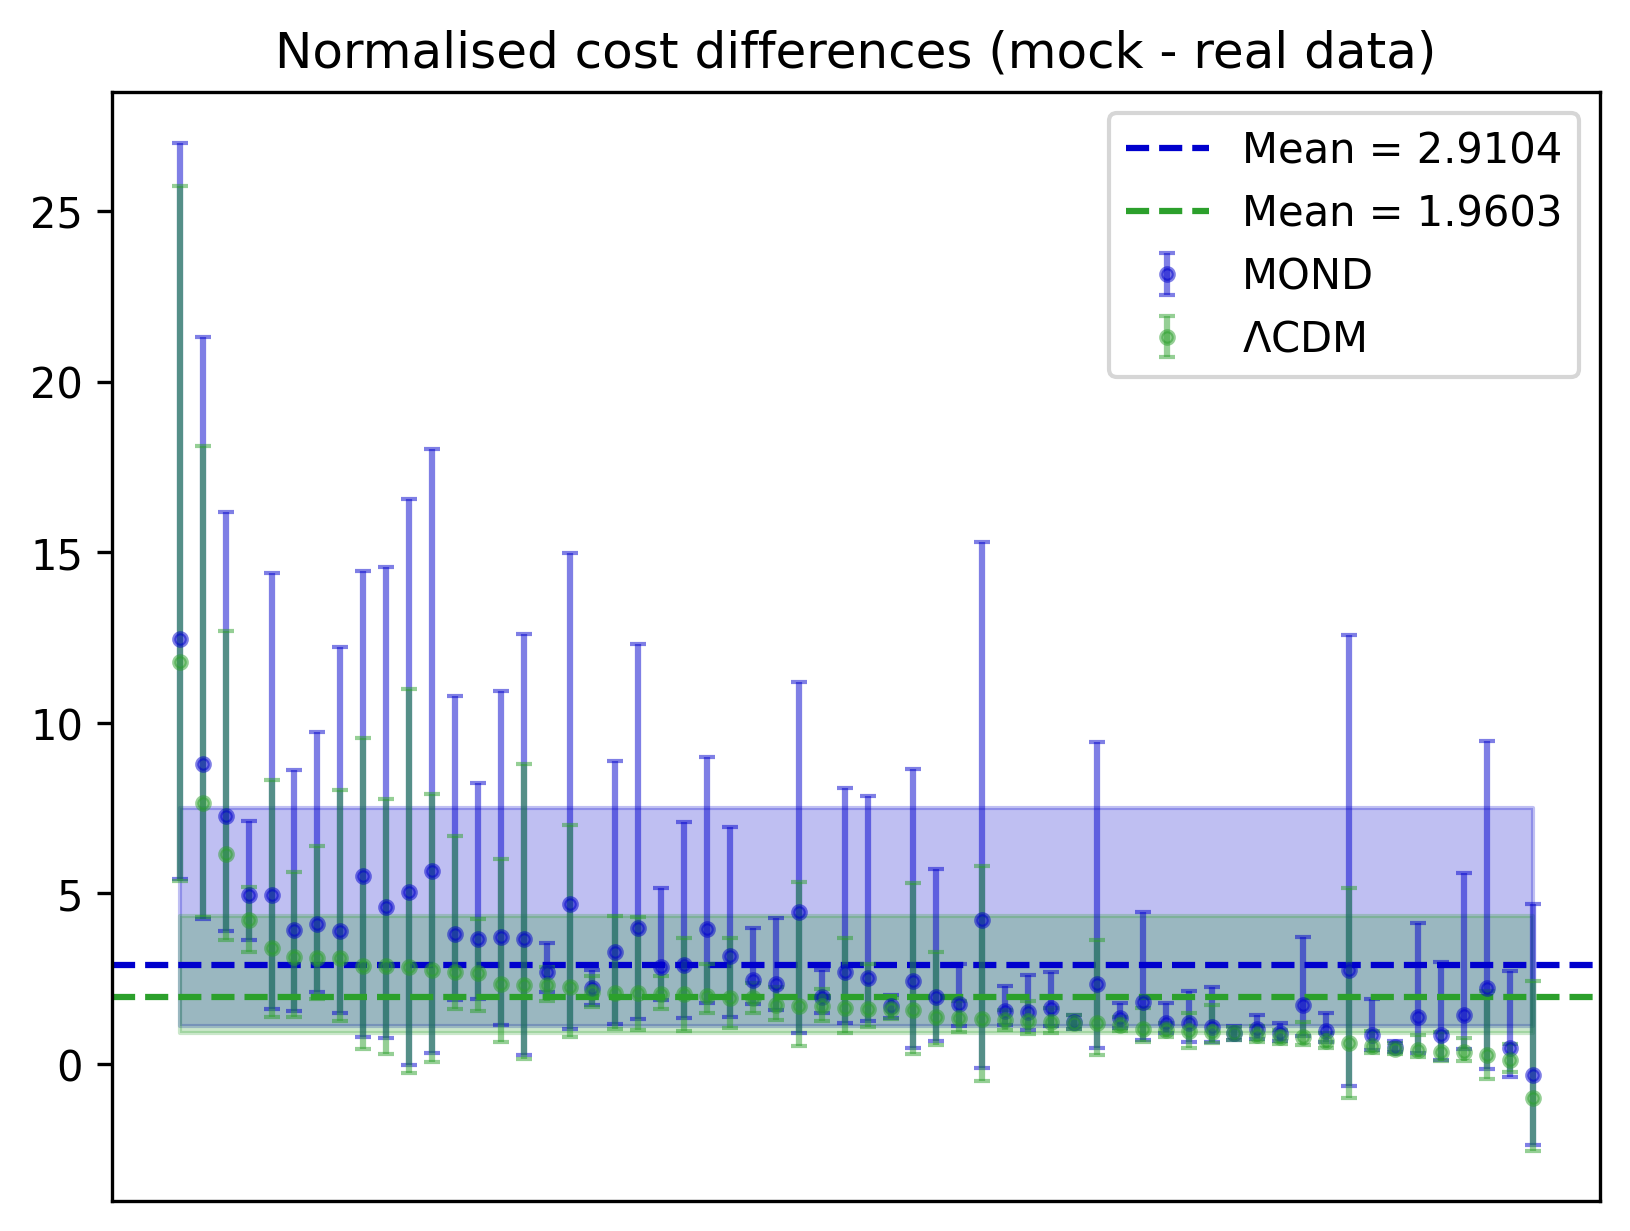 Normalised cost differences (mock - real data)
Mean = 2.9104
Mean = 1.9603
MOND
ΛCDM
25
20
15
10
5
0